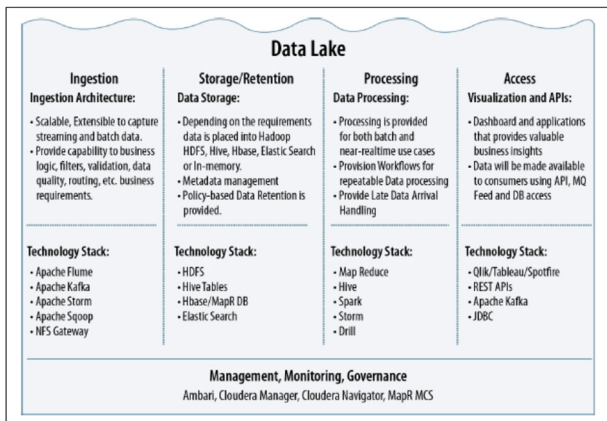 Data Lake
Ingestion
Ingestion Architecture:
• Scalable, Extensible to capture
streaming and batch data.
• Provide capability to business
logic, filters, validation, data
quality, routing, etc. business
requirements.
Technology Stack:
• Apache Flume
• Apache Kafka
• Apache Storm
• Apache Sqoop
• NFS Gateway
Storage/Retention
Data Storage:
• Depending on the requirements
data is placed into Hadoop
HDFS, Hive, Hbase, Elastic Search
or In-memory.
• Metadata management
• Policy-based Data Retention is
provided.
Technology Stack:
• HDFS
• Hive Tables
• Hbase/MapR DB
• Elastic Search
Processing
Data Processing:
• Processing is provided
for both batch and
near-realtime use cases
• Provision Workflows for
repeatable Data processing
• Provide Late Data Arrival
Handling
Technology Stack:
• Map Reduce
• Hive
• Spark
• Storm
• Drill
Access
Visualization and APIs:
• Dashboard and applications
that provides valuable
business insights
• Data will be made available
to consumers using API, MQ
Feed and DB access
Technology Stack:
• Qlik/Tableau/Spotfire
• REST APIs
• Apache Kafka
• JDBC
Management, Monitoring, Governance
Ambari, Cloudera Manager, Cloudera Navigator, MapR MCS